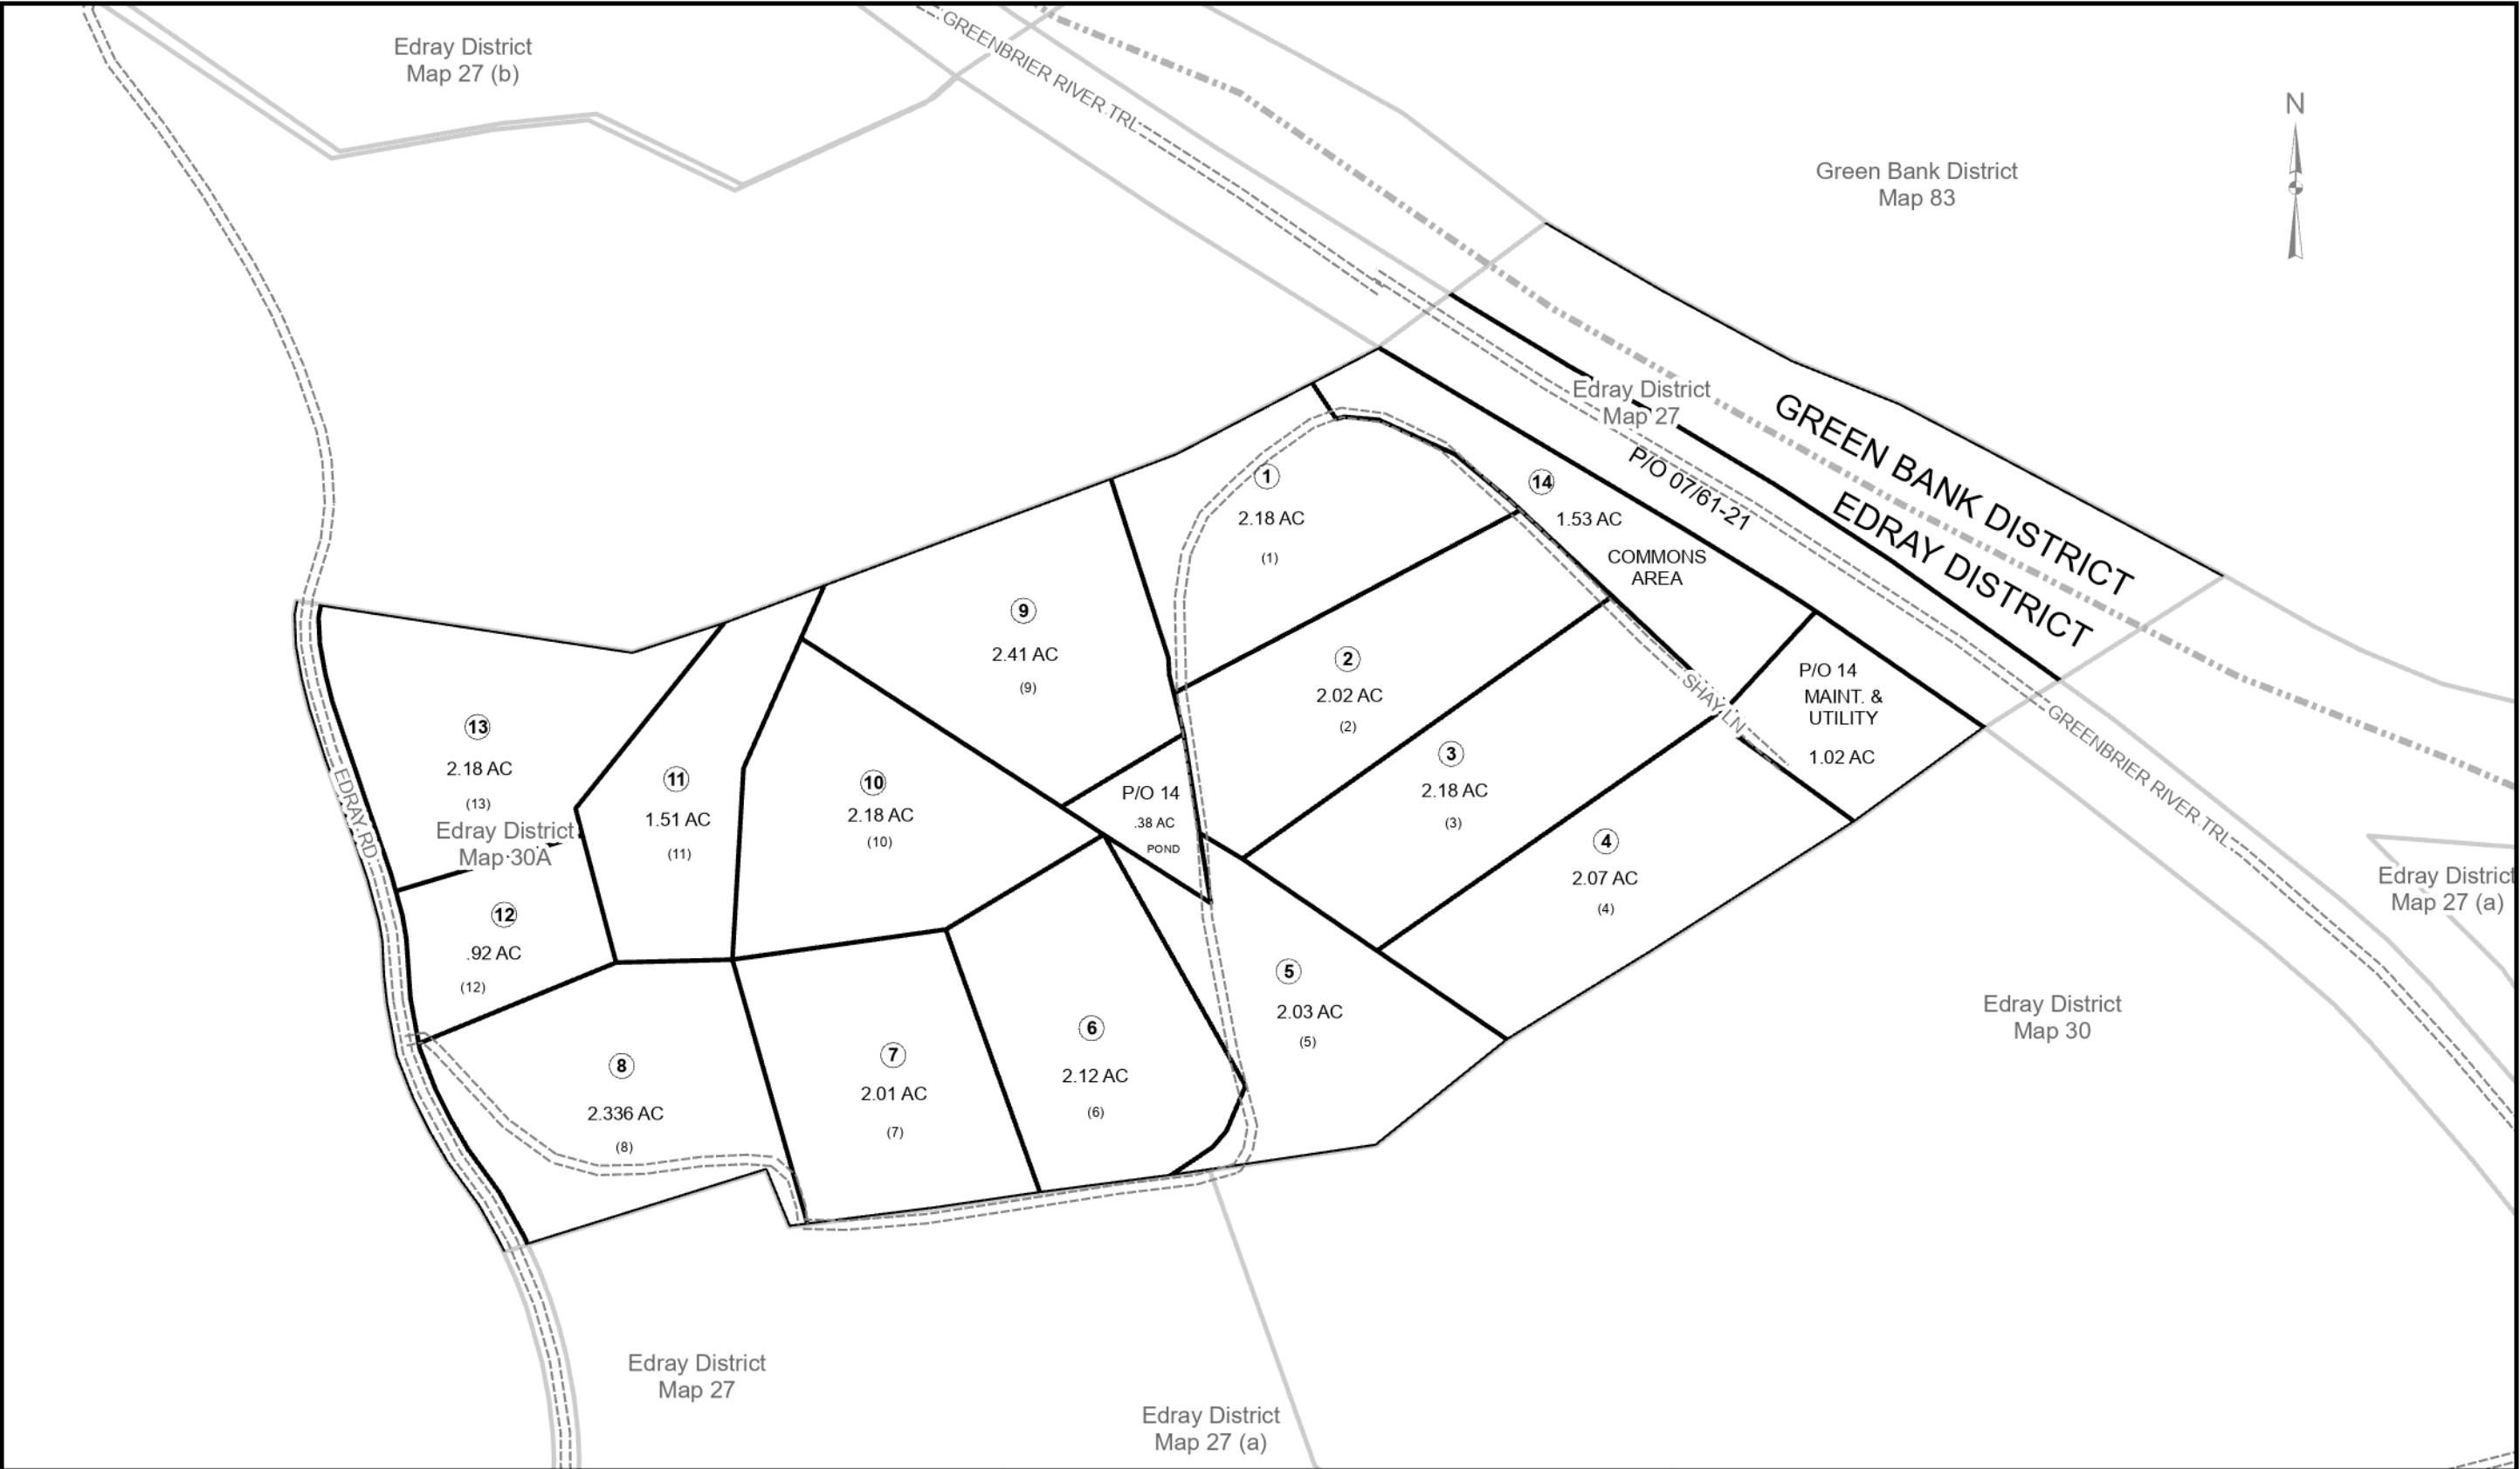 Edray District
Map 27 (b)
GREENBRIER RIVER TRL
N
Green Bank District
Map 83
Edray District
Map 27
GREEN BANK DISTRICT
EDRAY DISTRICT
P/O 07/61-21
1
2.18 AC
(1)
14
1.53 AC
COMMONS
AREA
9
2.41 AC
(9)
2
2.02 AC
(2)
P/O 14
MAINT. &
UTILITY
1.02 AC
SHAY LN
GREENBRIER RIVER TRL
13
2.18 AC
(13)
EDRAY RD
Edray District
Map 30A
11
1.51 AC
(11)
10
2.18 AC
(10)
P/O 14
.38 AC
POND
3
2.18 AC
(3)
4
2.07 AC
(4)
Edray District
Map 27 (a)
12
.92 AC
(12)
5
2.03 AC
(5)
Edray District
Map 30
8
2.336 AC
(8)
7
2.01 AC
(7)
6
2.12 AC
(6)
Edray District
Map 27
Edray District
Map 27 (a)